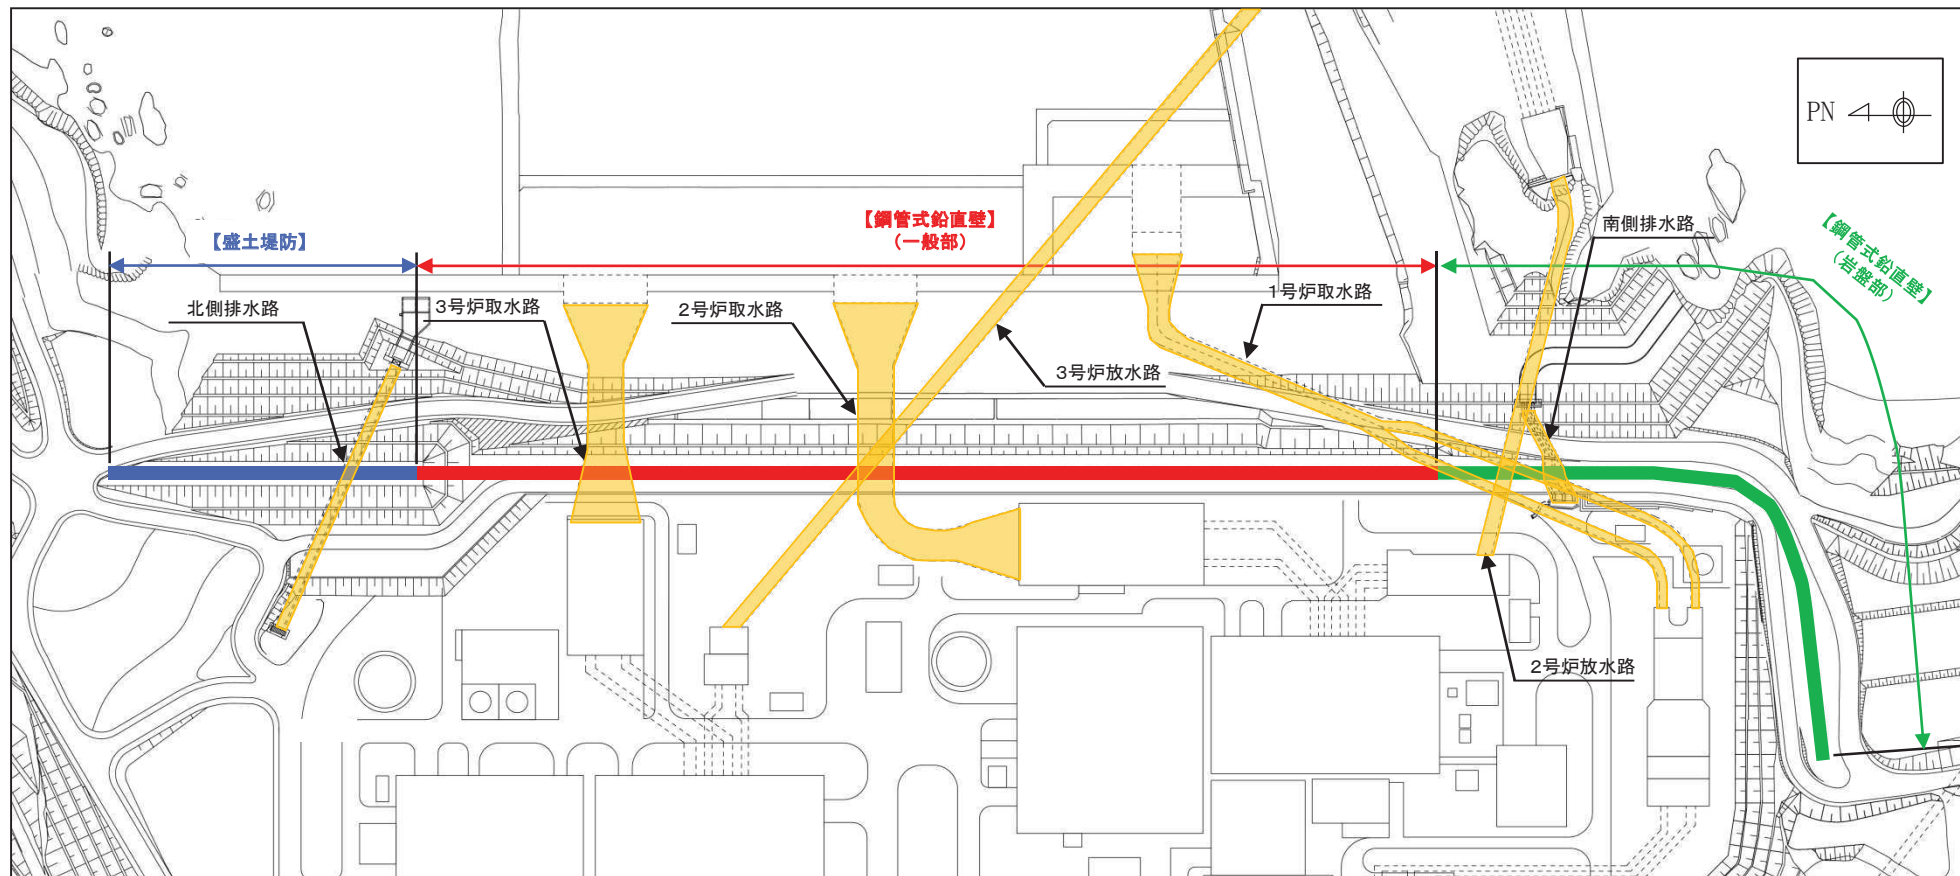 PN
【盛土堤防】
【鋼管式鉛直壁】
(一般部)
南側排水路
【鋼管式鉛直壁】
(岩盤部)
北側排水路
3号炉取水路
2号炉取水路
1号炉取水路
3号炉放水路
2号炉放水路